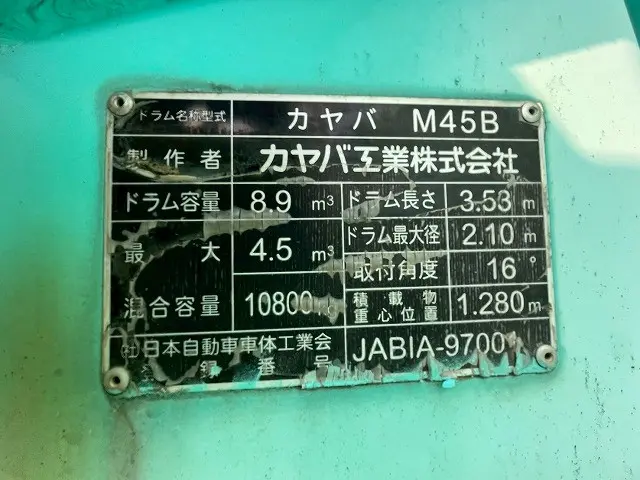 ドラム名称型式 カヤバ M45B
製作者 カヤバ工業株式会社
ドラム容量 8.9 m³ ドラム長さ 3.53 m
最大 4.5 m³ ドラム最大径 2.10 m
取付角度 16°
混合容量 10800 積載物重心位置 1.280 m
㈳日本自動車車体工業会 JABIA-9700
録番号